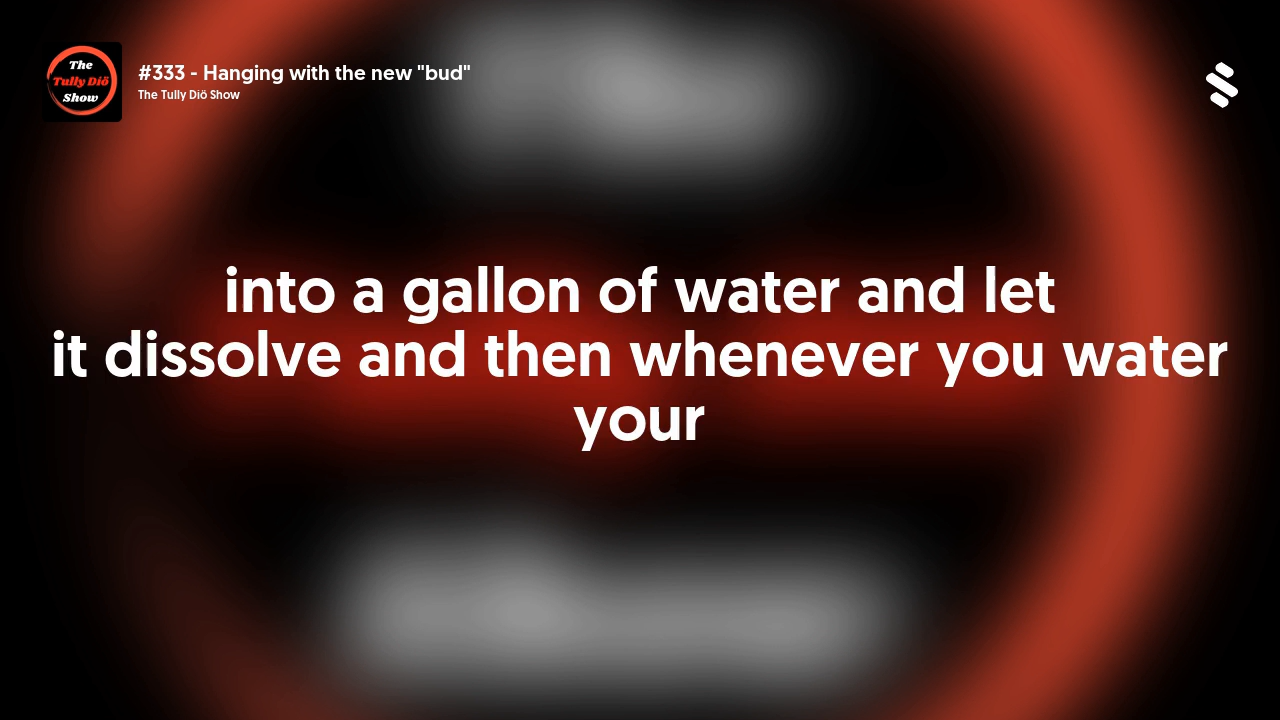 The
Tully Diö
Show
#333 - Hanging with the new "bud"
The Tully Diö Show
into a gallon of water and let
it dissolve and then whenever you water
your